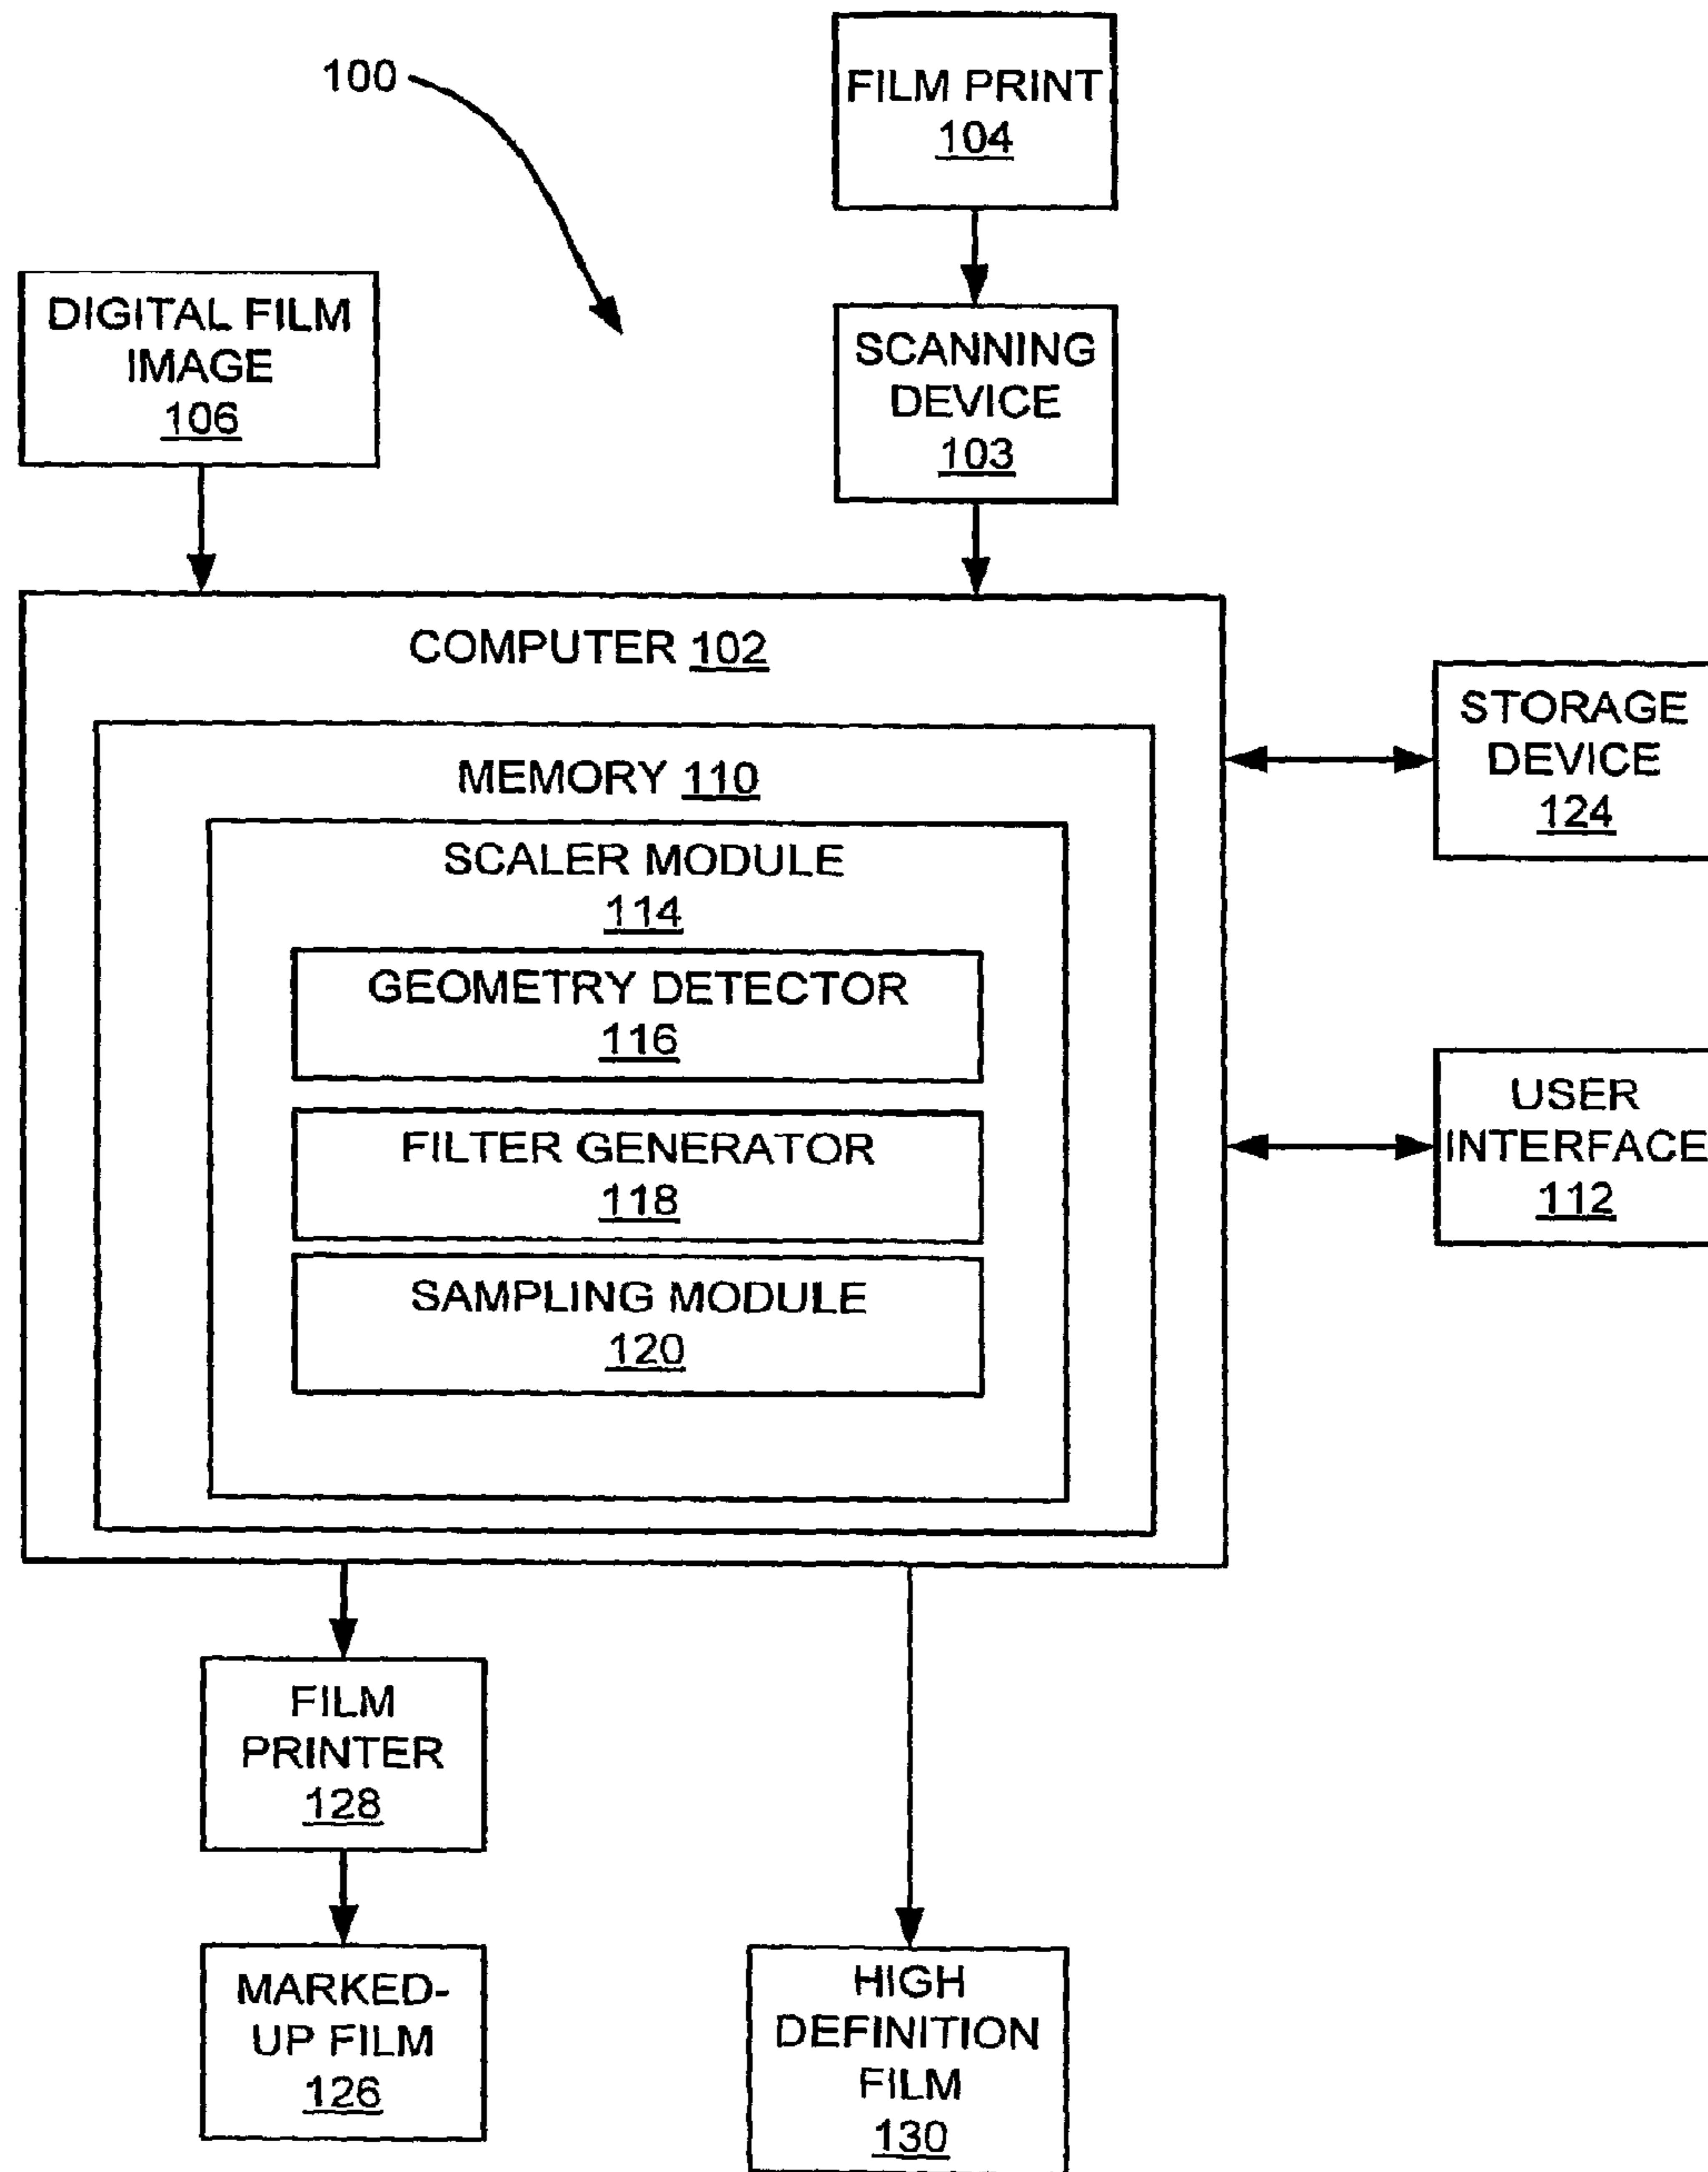 100
FILM PRINT
104
DIGITAL FILM
IMAGE
106
SCANNING
DEVICE
103
COMPUTER 102
MEMORY 110
SCALER MODULE
114
GEOMETRY DETECTOR
116
FILTER GENERATOR
118
SAMPLING MODULE
120
STORAGE
DEVICE
124
USER
INTERFACE
112
FILM
PRINTER
128
MARKED-
UP FILM
126
HIGH
DEFINITION
FILM
130